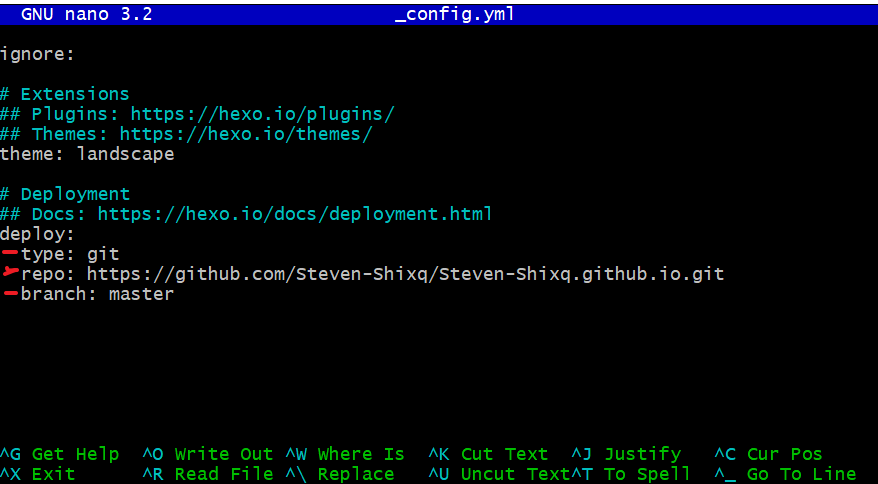 GNU nano 3.2 _config.yml
ignore:
# Extensions
## Plugins: https://hexo.io/plugins/
## Themes: https://hexo.io/themes/
theme: landscape
# Deployment
## Docs: https://hexo.io/docs/deployment.html
deploy:
type: git
repo: https://github.com/Steven-Shixq/Steven-Shixq.github.io.git
branch: master
^G Get Help ^O Write Out ^W Where Is ^K Cut Text ^J Justify ^C Cur Pos
^X Exit ^R Read File ^\ Replace ^U Uncut Text^T To Spell ^_ Go To Line